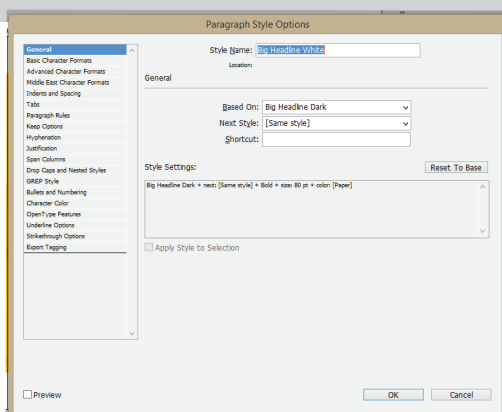 Paragraph Style Options
General
Basic Character Formats
Advanced Character Formats
Middle East Character Formats
Indents and Spacing
Tabs
Paragraph Rules
Keep Options
Hyphenation
Justification
Span Columns
Drop Caps and Nested Styles
GREP Style
Bullets and Numbering
Character Color
OpenType Features
Underline Options
Strikethrough Options
Export Tagging
Style Name: Big Headline White
Location:
General
Based On: Big Headline Dark
Next Style: [Same style]
Shortcut:
Style Settings: Reset To Base
Big Headline Dark + next: [Same style] + Bold + size: 80 pt + color: [Paper]
Apply Style to Selection
Preview OK Cancel